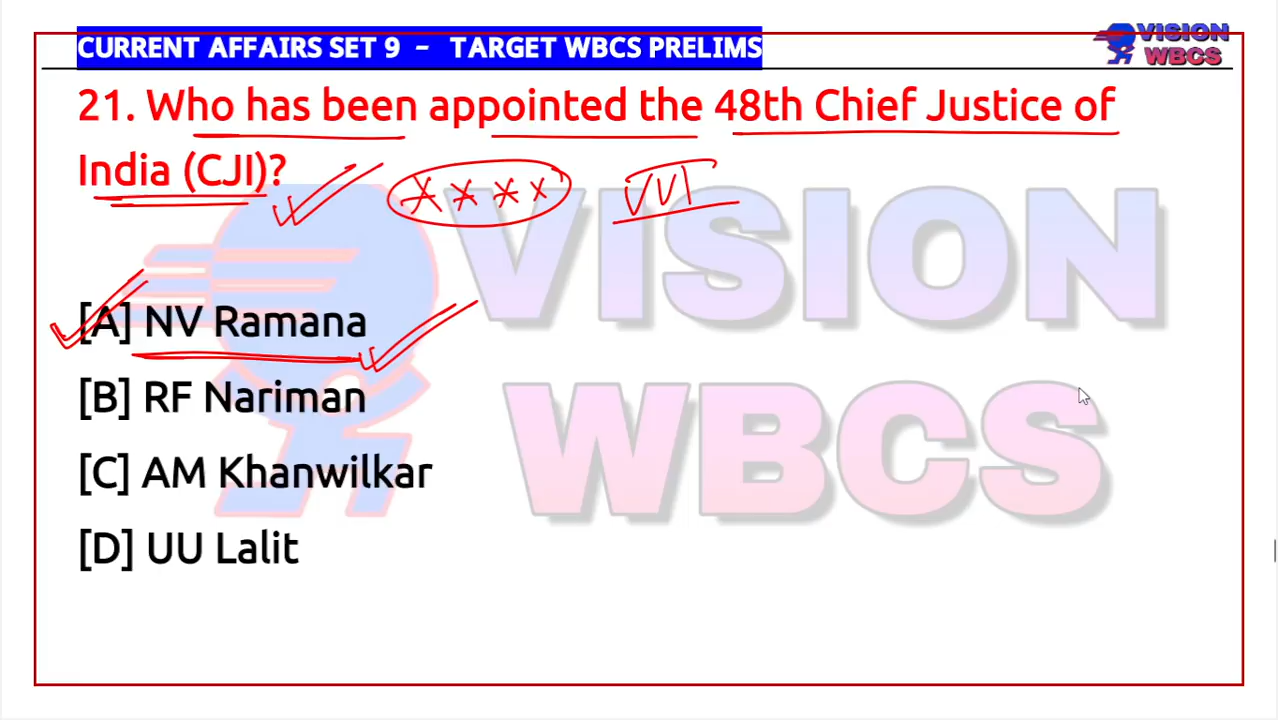 CURRENT AFFAIRS SET 9 - TARGET WBCS PRELIMS
VISION
WBCS
21. Who has been appointed the 48th Chief Justice of
India (CJI)?
VVI
[A] NV Ramana
[B] RF Nariman
[C] AM Khanwilkar
[D] UU Lalit
VISION
WBCS